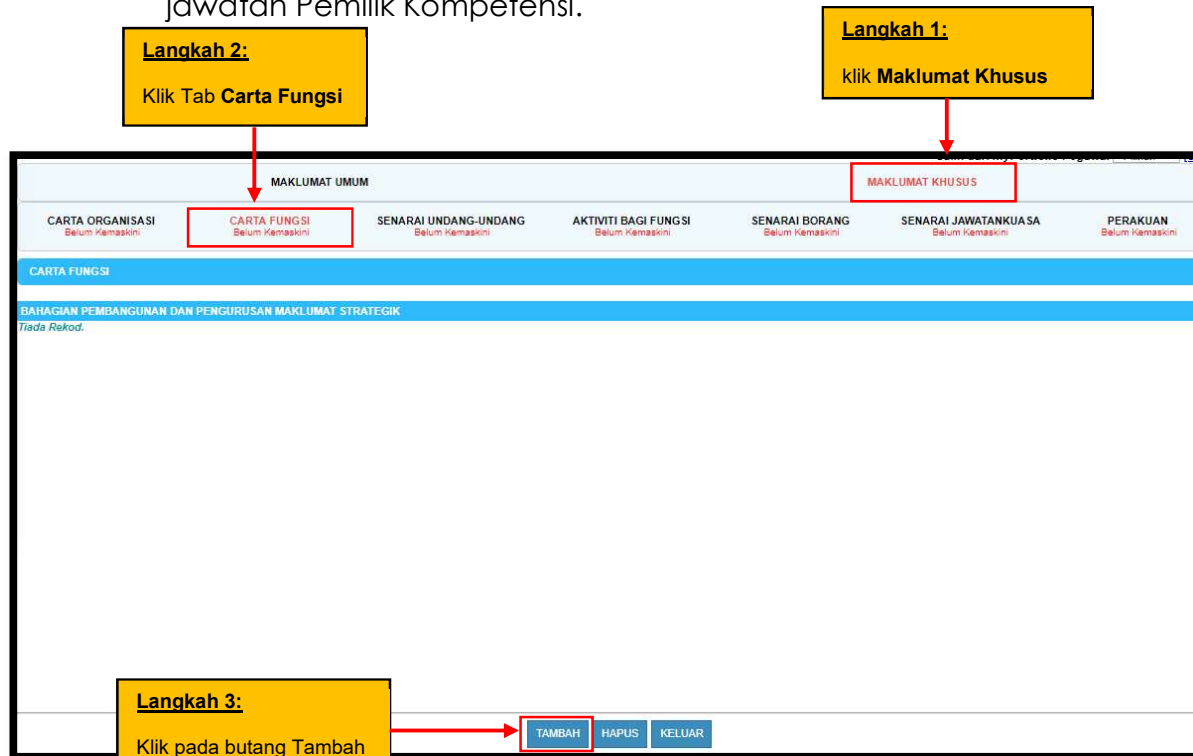 jawatan Pemilik Kompetensi.
Langkah 2:
Klik Tab Carta Fungsi
Langkah 1:
klik Maklumat Khusus
MAKLUMAT UMUM
MAKLUMAT KHUSUS
CARTA ORGANISASI
Belum Kemaskini
CARTA FUNGSI
Belum Kemaskini
SENARAI UNDANG-UNDANG
Belum Kemaskini
AKTIVITI BAGI FUNGSI
Belum Kemaskini
SENARAI BORANG
Belum Kemaskini
SENARAI JAWATANKUASA
Belum Kemaskini
PERAKUAN
Belum Kemaskini
CARTA FUNGSI
BAHAGIAN PEMBANGUNAN DAN PENGURUSAN MAKLUMAT STRATEGIK
Tiada Rekod.
Langkah 3:
Klik pada butang Tambah
TAMBAH HAPUS KELUAR